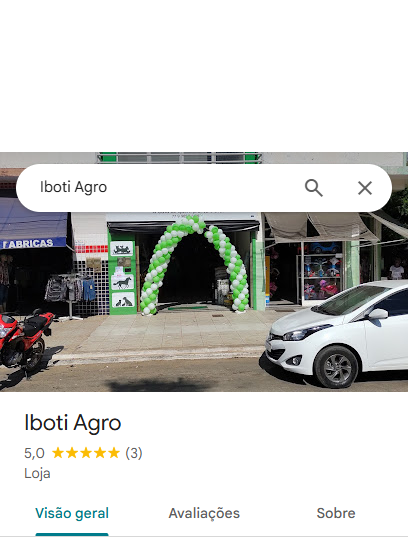 Iboti Agro
FABRICAS
Iboti Agro
5,0 (3)
Loja
Visão geral
Avaliações
Sobre